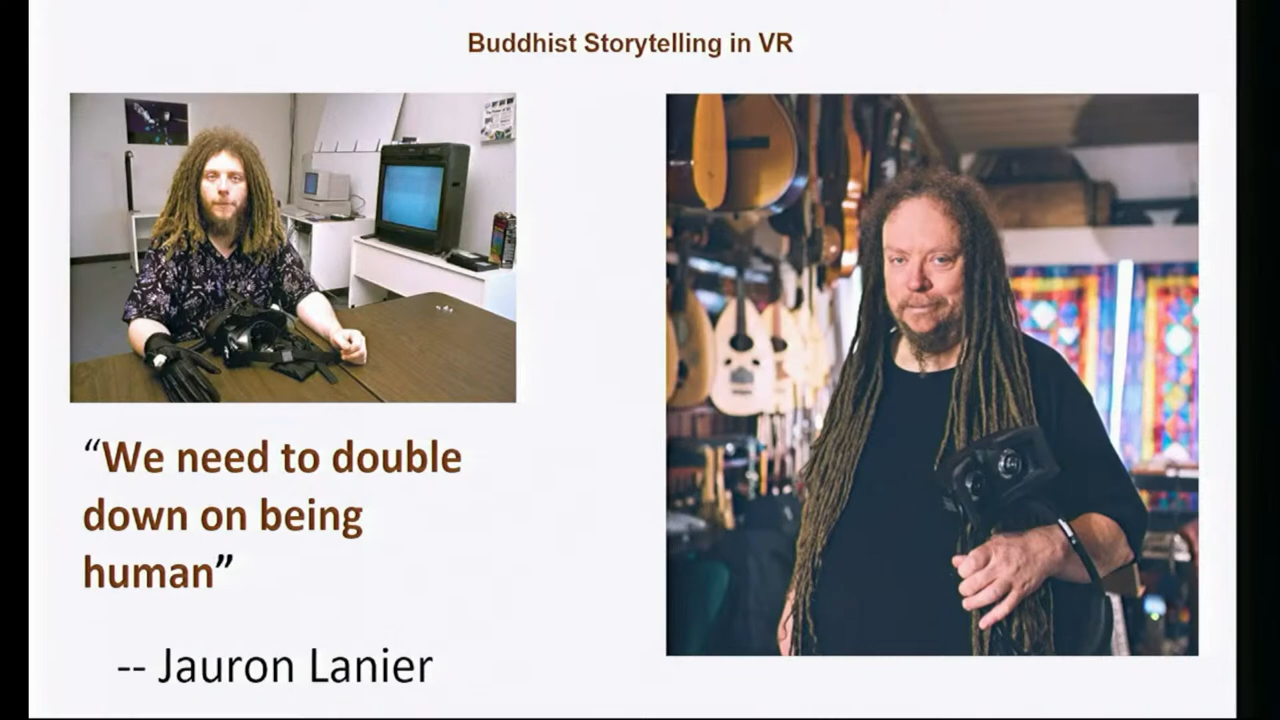 Buddhist Storytelling in VR
“We need to double
down on being
human”
-- Jauron Lanier